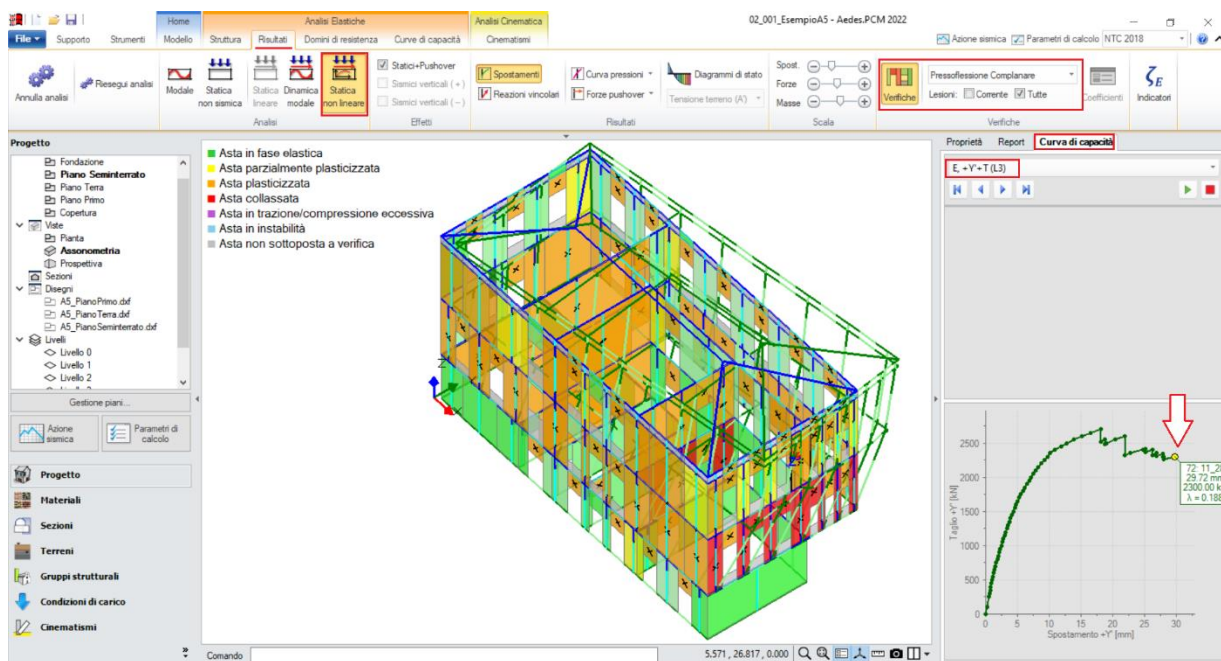 02_001_EsempioA5 - Aedes.PCM 2022
Home
Analisi Elastiche
Analisi Cinematica
File
Supporto
Strumenti
Modello
Struttura
Risultati
Domini di resistenza
Curve di capacità
Cinematismi
Azione sismica
Parametri di calcolo
NTC 2018
Annulla analisi
Riesegui analisi
Modale
Statica non sismica
Statica lineare
Dinamica modale
Statica non lineare
Analisi
Statici+Pushover
Sismici verticali (+)
Sismici verticali (−)
Effetti
Spostamenti
Reazioni vincolari
Curva pressioni
Forze pushover
Diagrammi di stato
Tensione terreno (A')
Risultati
Spost.
Forze
Masse
Scala
Verifiche
Pressoflessione Complanare
Lesioni:
Corrente
Tutte
Coefficienti
Verifiche
ζE
Indicatori
Progetto
Fondazione
Piano Seminterrato
Piano Terra
Piano Primo
Copertura
Viste
Pianta
Assonometria
Prospettiva
Sezioni
Disegni
A5_PianoPrimo.dxf
A5_PianoTerra.dxf
A5_PianoSeminterrato.dxf
Livelli
Livello 0
Livello 1
Livello 2
Gestione piani...
Azione sismica
Parametri di calcolo
Progetto
Materiali
Sezioni
Terreni
Gruppi strutturali
Condizioni di carico
Cinematismi
Asta in fase elastica
Asta parzialmente plasticizzata
Asta plasticizzata
Asta collassata
Asta in trazione/compressione eccessiva
Asta in instabilità
Asta non sottoposta a verifica
Z
Z
Comando
5.571 , 26.817 , 0.000
Proprietà
Report
Curva di capacità
E, +Y'+T (L3)
Taglio +Y' [kN]
2500
2000
1500
1000
500
0
0 5 10 15 20 25 30
Spostamento +Y' [mm]
29.72 mm
2300.00